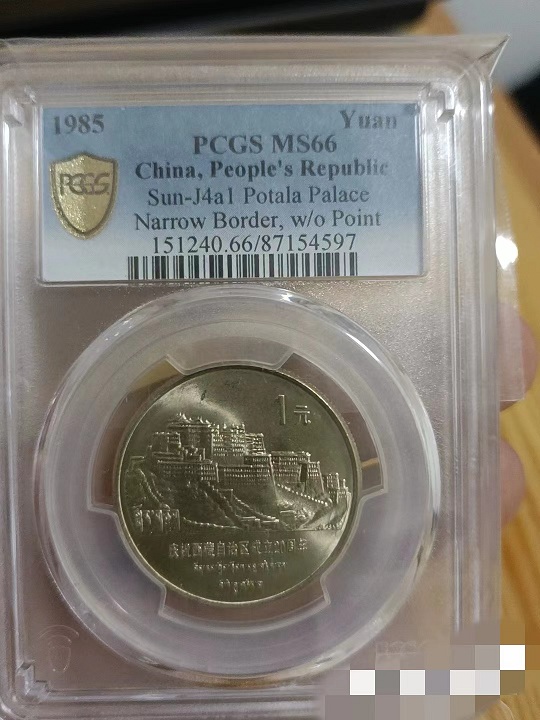 1985 Yuan
PCGS MS66
China, People's Republic
PCGS
Sun-J4a1 Potala Palace
Narrow Border, w/o Point
151240.66/87154597
1元
庆祝西藏自治区成立20周年